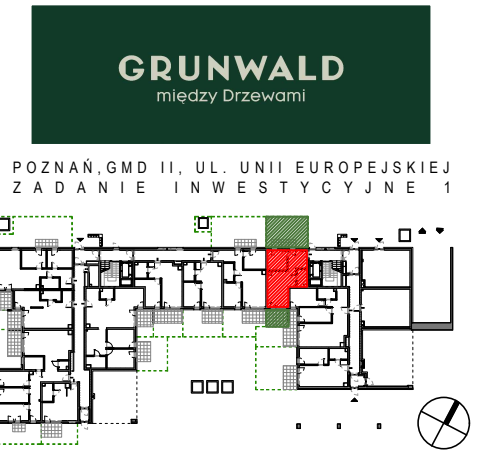 GRUNWALD
między Drzewami
POZNAŃ,GMD II, UL. UNII EUROPEJSKIEJ
ZADANIE INWESTYCYJNE 1